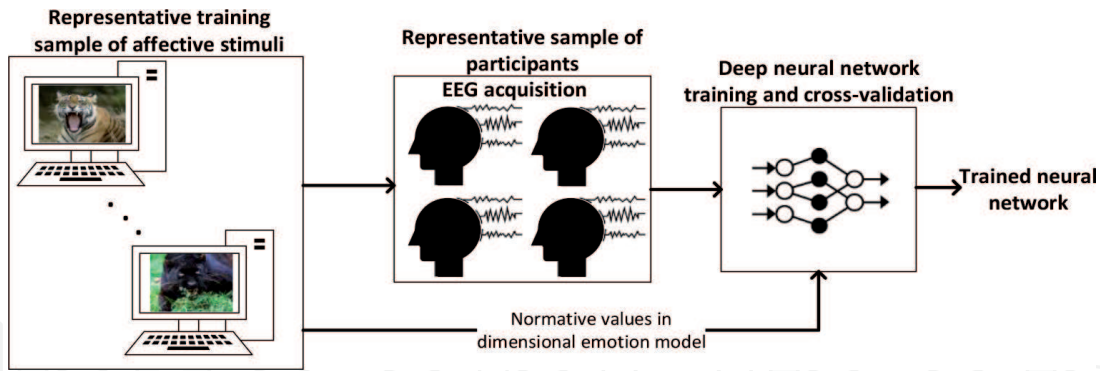 Representative training
sample of affective stimuli
Representative sample of
participants
EEG acquisition
Deep neural network
training and cross-validation
Trained neural
network
Normative values in
dimensional emotion model